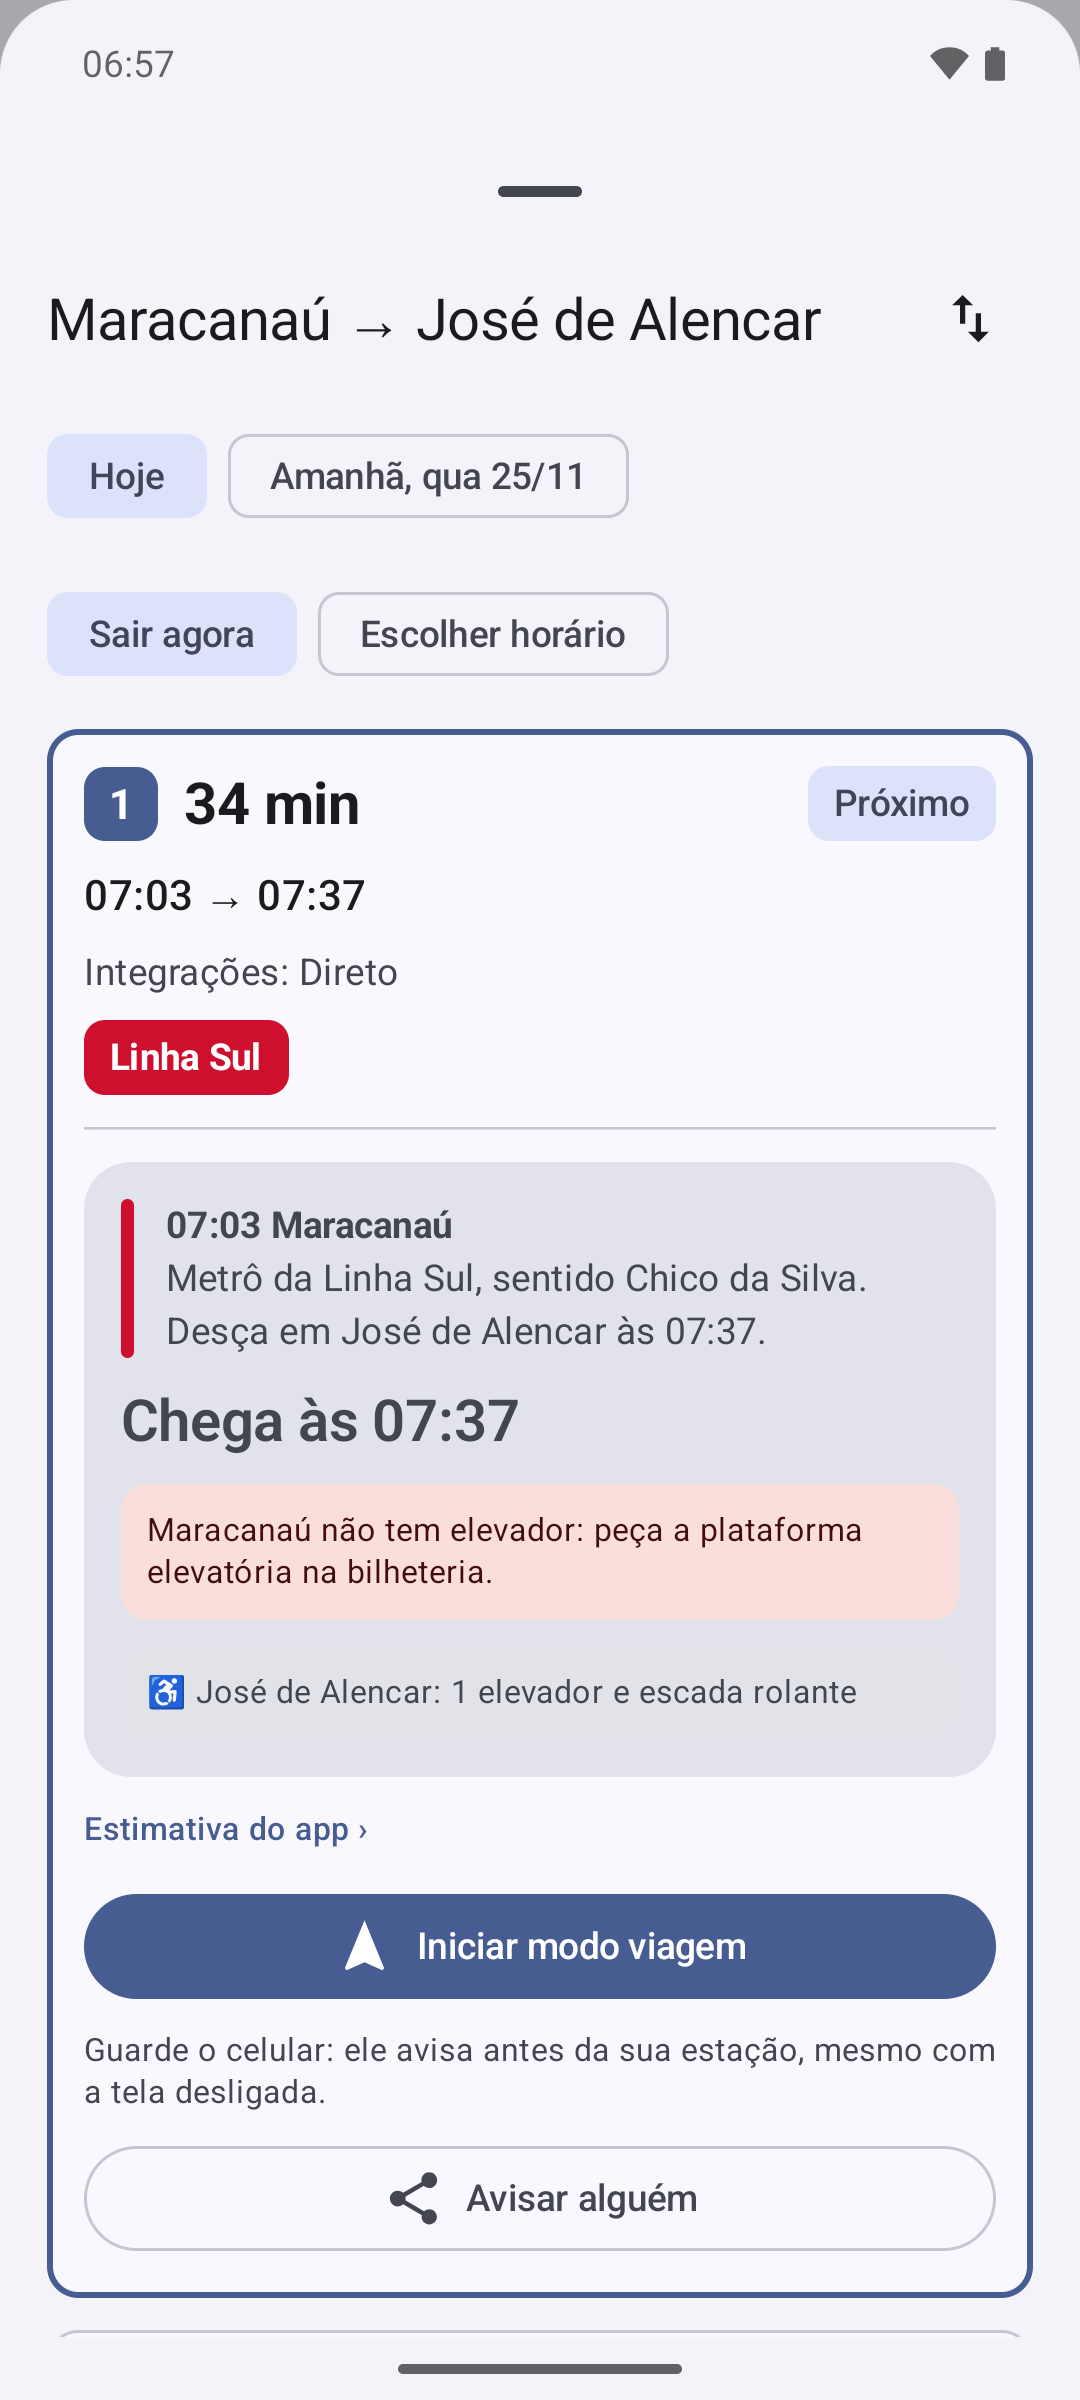 06:57
Maracanaú → José de Alencar
Hoje
Amanhã, qua 25/11
Sair agora
Escolher horário
1
34 min
Próximo
07:03 → 07:37
Integrações: Direto
Linha Sul
07:03 Maracanaú
Metrô da Linha Sul, sentido Chico da Silva.
Desça em José de Alencar às 07:37.
Chega às 07:37
Maracanaú não tem elevador: peça a plataforma
elevatória na bilheteria.
♿ José de Alencar: 1 elevador e escada rolante
Estimativa do app ›
Iniciar modo viagem
Guarde o celular: ele avisa antes da sua estação, mesmo com
a tela desligada.
Avisar alguém